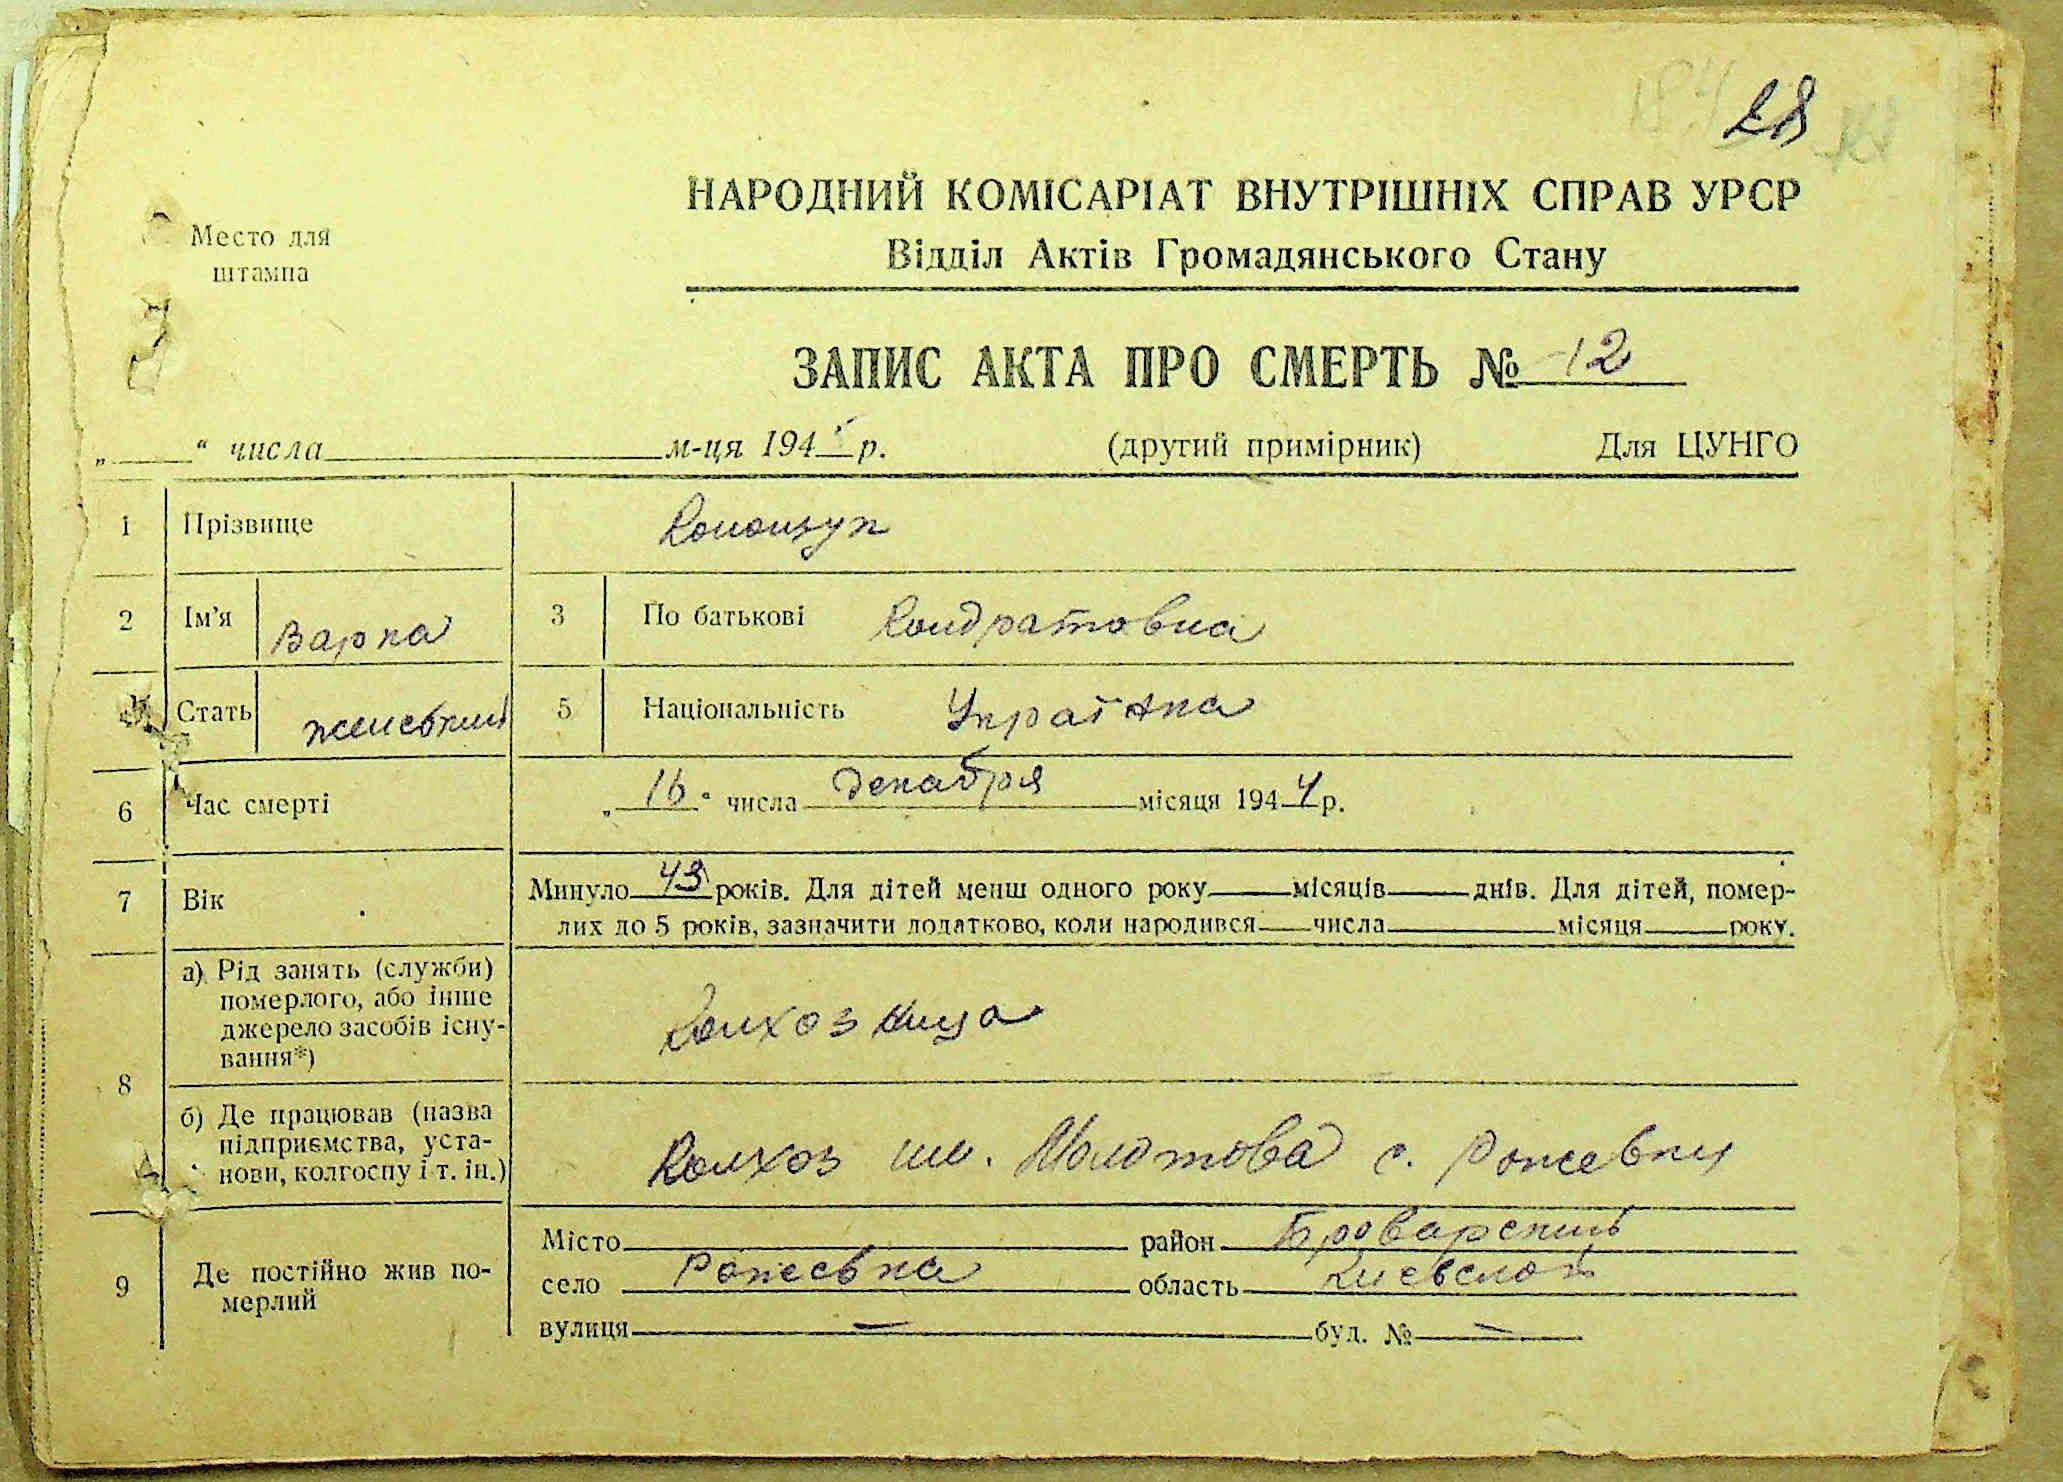 28
НАРОДНИЙ КОМІСАРІАТ ВНУТРІШНІХ СПРАВ УРСР
Відділ Актів Громадянського Стану
Место для
штампа
ЗАПИС АКТА ПРО СМЕРТЬ № 12
„ “ числа м-ця 194 р. (другий примірник) Для ЦУНГО
1 Прізвище Конощук
2 Ім'я Варка 3 По батькові Кондратовна
Стать женський 5 Національність Українка
6 Час смерті „16“ числа декабря місяця 1944 р.
7 Вік Минуло 43 років. Для дітей менш одного року місяців днів. Для дітей, помер-
лих до 5 років, зазначити додатково, коли народився числа місяця року.
8 а) Рід занять (служби)
померлого, або інше
джерело засобів існу-
вання*)
Колхозница
б) Де працював (назва
підприємства, уста-
нови, колгоспу і т. ін.)
Колхоз им. Молотова с. Рожевки
9 Де постійно жив по-
мерлий
Місто район Броварский
село Рожевка область Киевской
вулиця — буд. № —